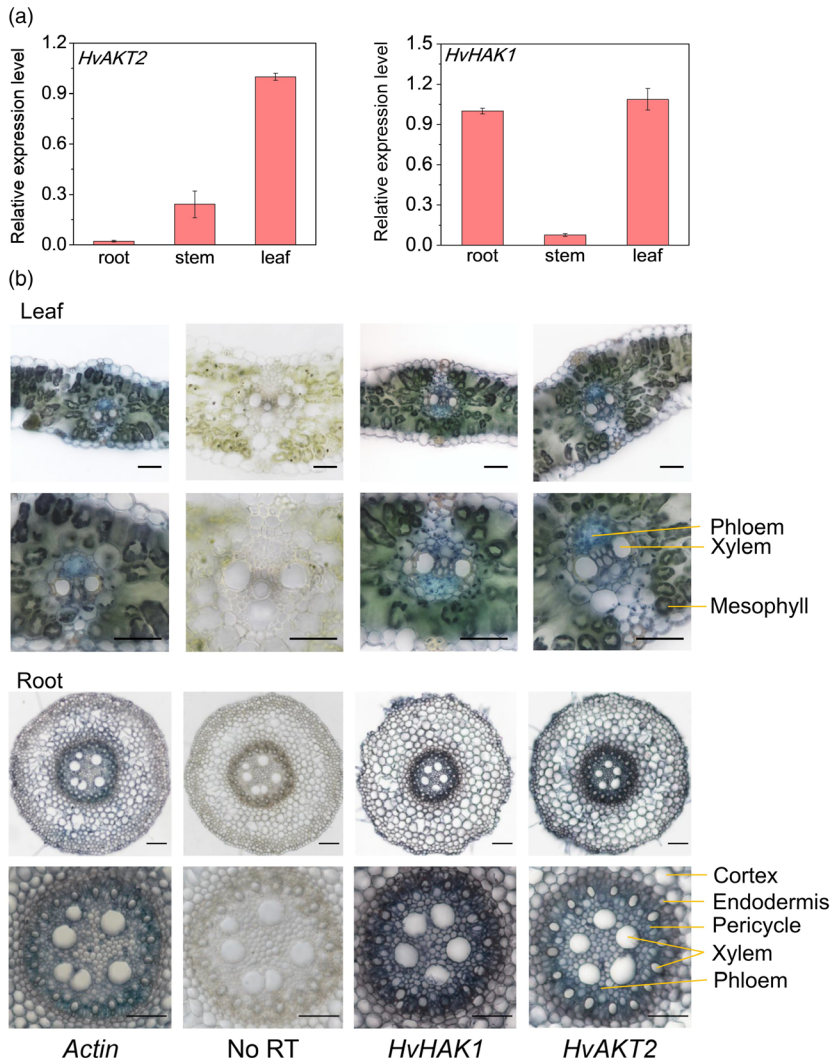 (a)
HvAKT2
HvHAK1
Relative expression level
1.2
0.9
0.6
0.3
0.0
root stem leaf
Relative expression level
1.5
1.2
0.9
0.6
0.3
0.0
root stem leaf
(b)
Leaf
Phloem
Xylem
Mesophyll
Root
Cortex
Endodermis
Pericycle
Xylem
Phloem
Actin No RT HvHAK1 HvAKT2